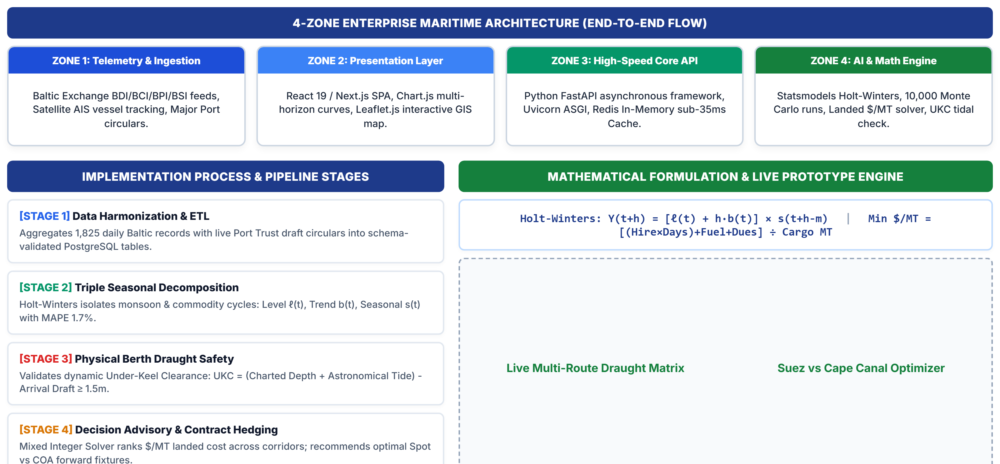 4-ZONE ENTERPRISE MARITIME ARCHITECTURE (END-TO-END FLOW)
ZONE 1: Telemetry & Ingestion
Baltic Exchange BDI/BCI/BPI/BSI feeds,
Satellite AIS vessel tracking, Major Port
circulars.
ZONE 2: Presentation Layer
React 19 / Next.js SPA, Chart.js multi-
horizon curves, Leaflet.js interactive GIS
map.
ZONE 3: High-Speed Core API
Python FastAPI asynchronous framework,
Uvicorn ASGI, Redis In-Memory sub-35ms
Cache.
ZONE 4: AI & Math Engine
Statsmodels Holt-Winters, 10,000 Monte
Carlo runs, Landed $/MT solver, UKC tidal
check.
IMPLEMENTATION PROCESS & PIPELINE STAGES
[STAGE 1] Data Harmonization & ETL
Aggregates 1,825 daily Baltic records with live Port Trust draft circulars into schema-
validated PostgreSQL tables.
[STAGE 2] Triple Seasonal Decomposition
Holt-Winters isolates monsoon & commodity cycles: Level ℓ(t), Trend b(t), Seasonal s(t)
with MAPE 1.7%.
[STAGE 3] Physical Berth Draught Safety
Validates dynamic Under-Keel Clearance: UKC = (Charted Depth + Astronomical Tide) -
Arrival Draft ≥ 1.5m.
[STAGE 4] Decision Advisory & Contract Hedging
Mixed Integer Solver ranks $/MT landed cost across corridors; recommends optimal Spot
vs COA forward fixtures.
MATHEMATICAL FORMULATION & LIVE PROTOTYPE ENGINE
Holt-Winters: Y(t+h) = [ℓ(t) + h·b(t)] × s(t+h-m) | Min $/MT =
[(Hire×Days)+Fuel+Dues] ÷ Cargo MT
Live Multi-Route Draught Matrix
Suez vs Cape Canal Optimizer